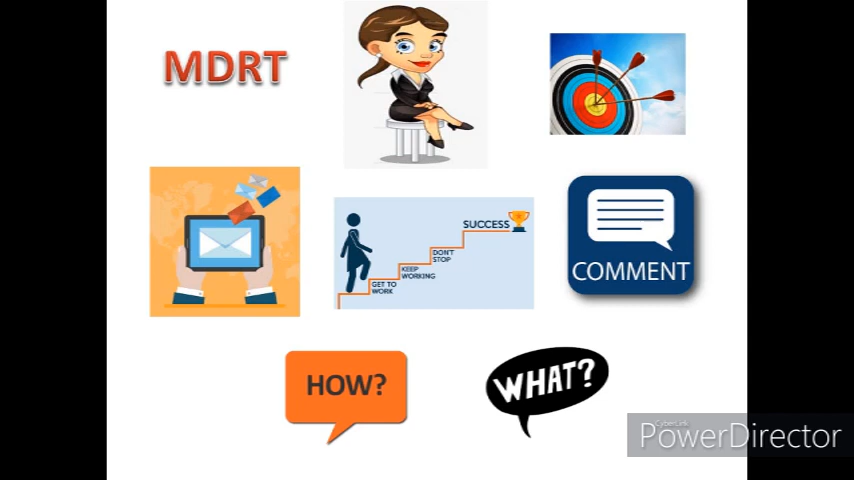 MDRT
SUCCESS
DON'T
STOP
KEEP
WORKING
GET TO
WORK
COMMENT
HOW?
WHAT?
CyberLink
PowerDirector